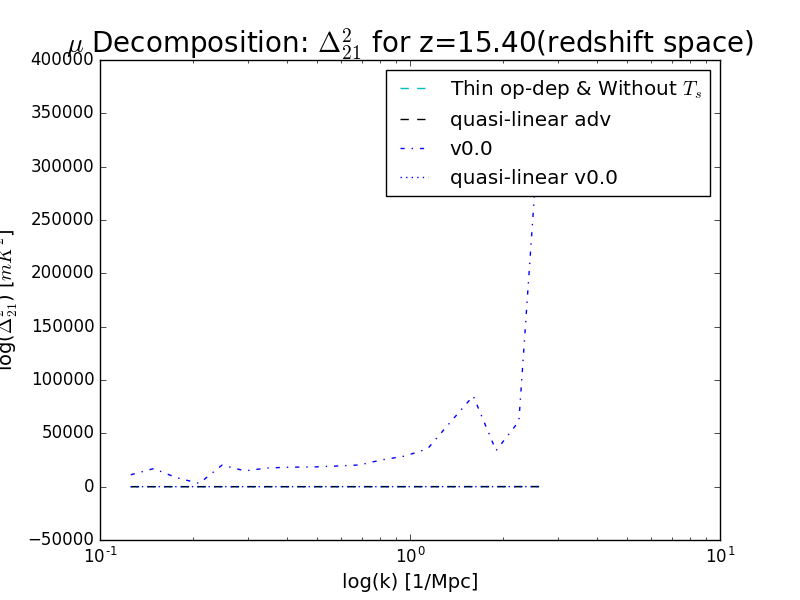 μ Decomposition: Δ²₂₁ for z=15.40(redshift space)
Thin op-dep & Without Tₛ
quasi-linear adv
v0.0
quasi-linear v0.0
400000
350000
300000
250000
200000
150000
100000
50000
0
−50000
log(Δ²₂₁) [mK²]
10⁻¹
10⁰
10¹
log(k) [1/Mpc]